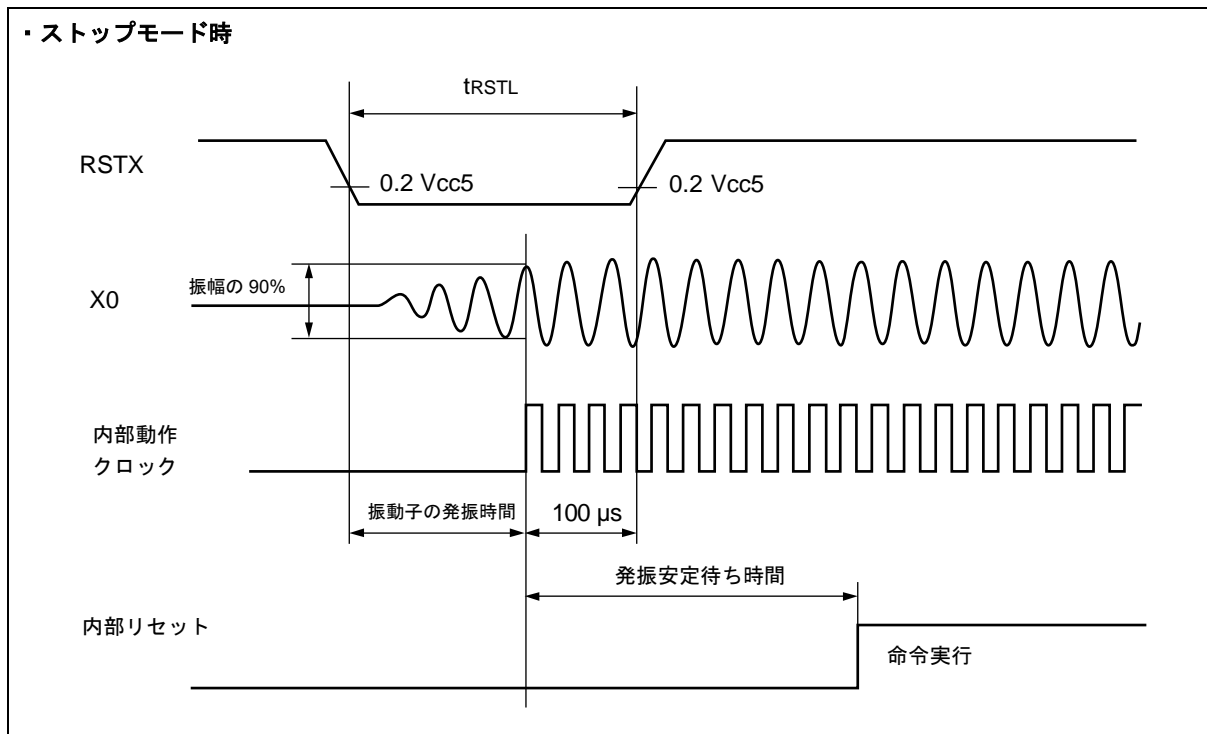 ・ストップモード時
tRSTL
RSTX
0.2 Vcc5
0.2 Vcc5
振幅の 90%
X0
内部動作
クロック
振動子の発振時間
100 μs
発振安定待ち時間
内部リセット
命令実行